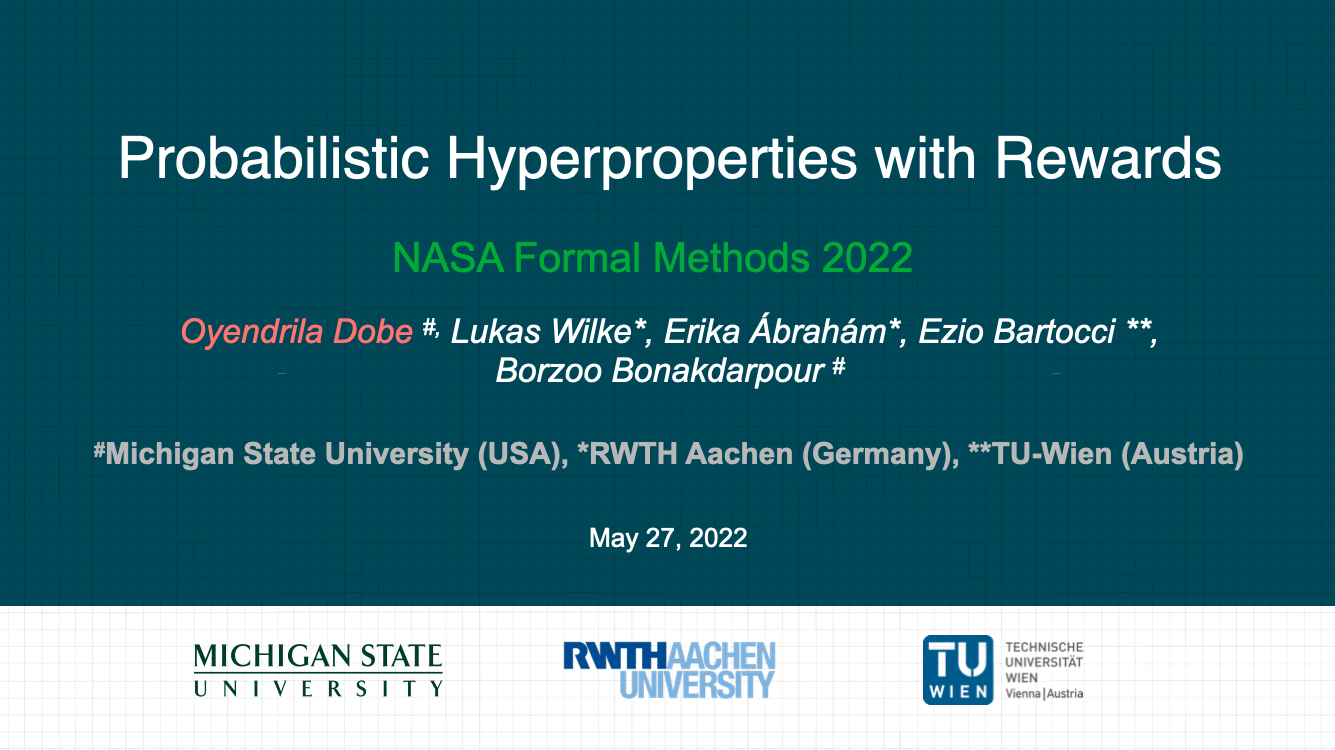 Probabilistic Hyperproperties with Rewards
NASA Formal Methods 2022
Oyendrila Dobe #, Lukas Wilke*, Erika Ábrahám*, Ezio Bartocci **,
Borzoo Bonakdarpour #
#Michigan State University (USA), *RWTH Aachen (Germany), **TU-Wien (Austria)
May 27, 2022
MICHIGAN STATE
UNIVERSITY
RWTHAACHEN
UNIVERSITY
TU
WIEN
TECHNISCHE
UNIVERSITÄT
WIEN
Vienna|Austria